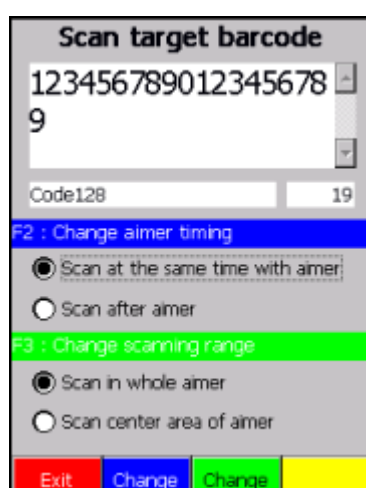 Scan target barcode
123456789012345678
9
Code128 19
F2 : Change aimer timing
Scan at the same time with aimer
Scan after aimer
F3 : Change scanning range
Scan in whole aimer
Scan center area of aimer
Exit Change Change